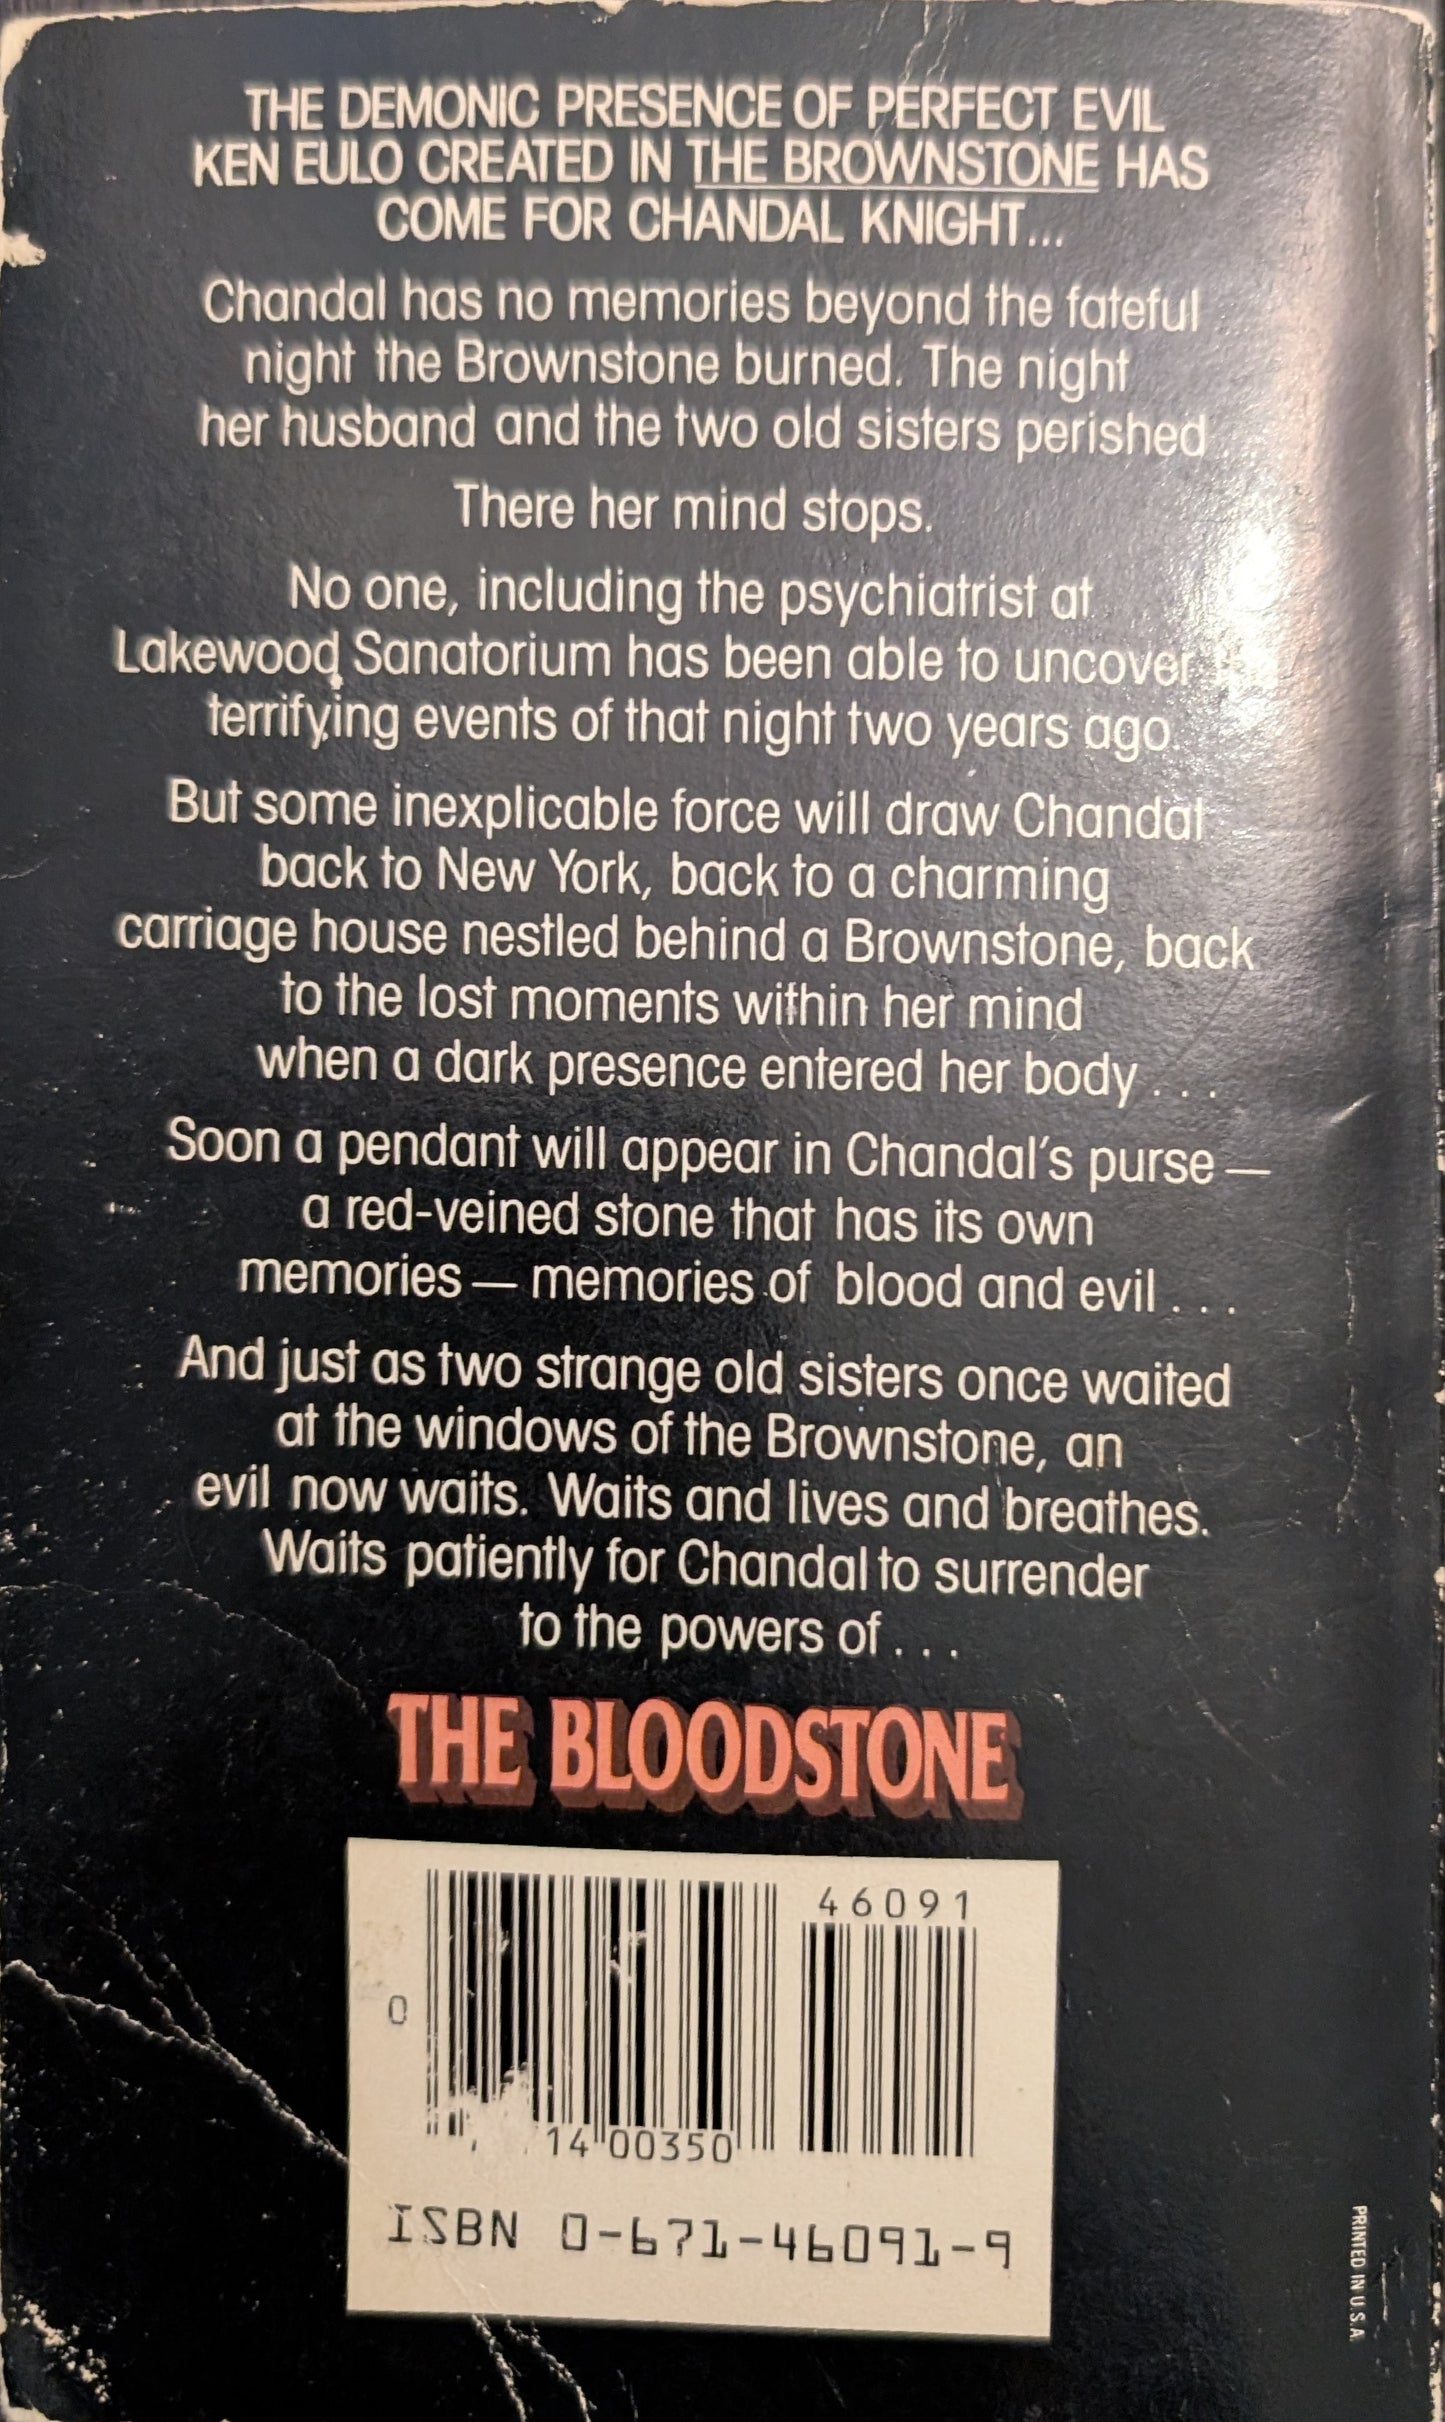 THE DEMONIC PRESENCE OF PERFECT EVIL
KEN EULO CREATED IN THE BROWNSTONE HAS
COME FOR CHANDAL KNIGHT...
Chandal has no memories beyond the fateful
night the Brownstone burned. The night
her husband and the two old sisters perished
There her mind stops.
No one, including the psychiatrist at
Lakewood Sanatorium has been able to uncover
terrifying events of that night two years ago.
But some inexplicable force will draw Chandal
back to New York, back to a charming
carriage house nestled behind a Brownstone, back
to the lost moments within her mind
when a dark presence entered her body . . .
Soon a pendant will appear in Chandal's purse —
a red-veined stone that has its own
memories — memories of blood and evil . . .
And just as two strange old sisters once waited
at the windows of the Brownstone, an
evil now waits. Waits and lives and breathes.
Waits patiently for Chandal to surrender
to the powers of . . .
THE BLOODSTONE
46091
0
14 00350
ISBN 0-671-46091-9
PRINTED IN U.S.A.